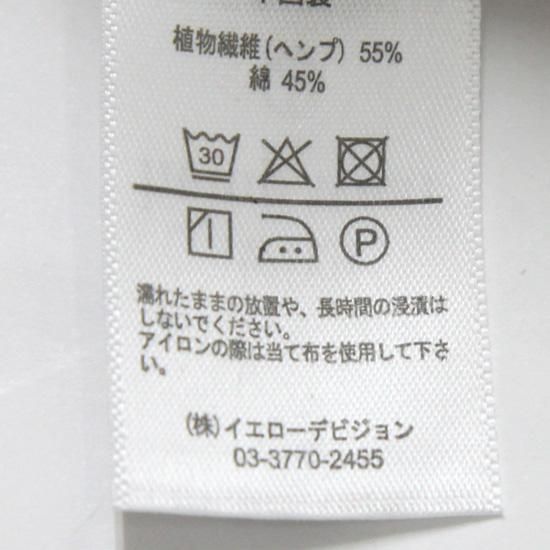 植物繊維(ヘンプ) 55%
綿 45%
30
P
濡れたままの放置や、長時間の浸漬は
しないでください。
アイロンの際は当て布を使用して下さ
い。
(株)イエローデビジョン
03-3770-2455